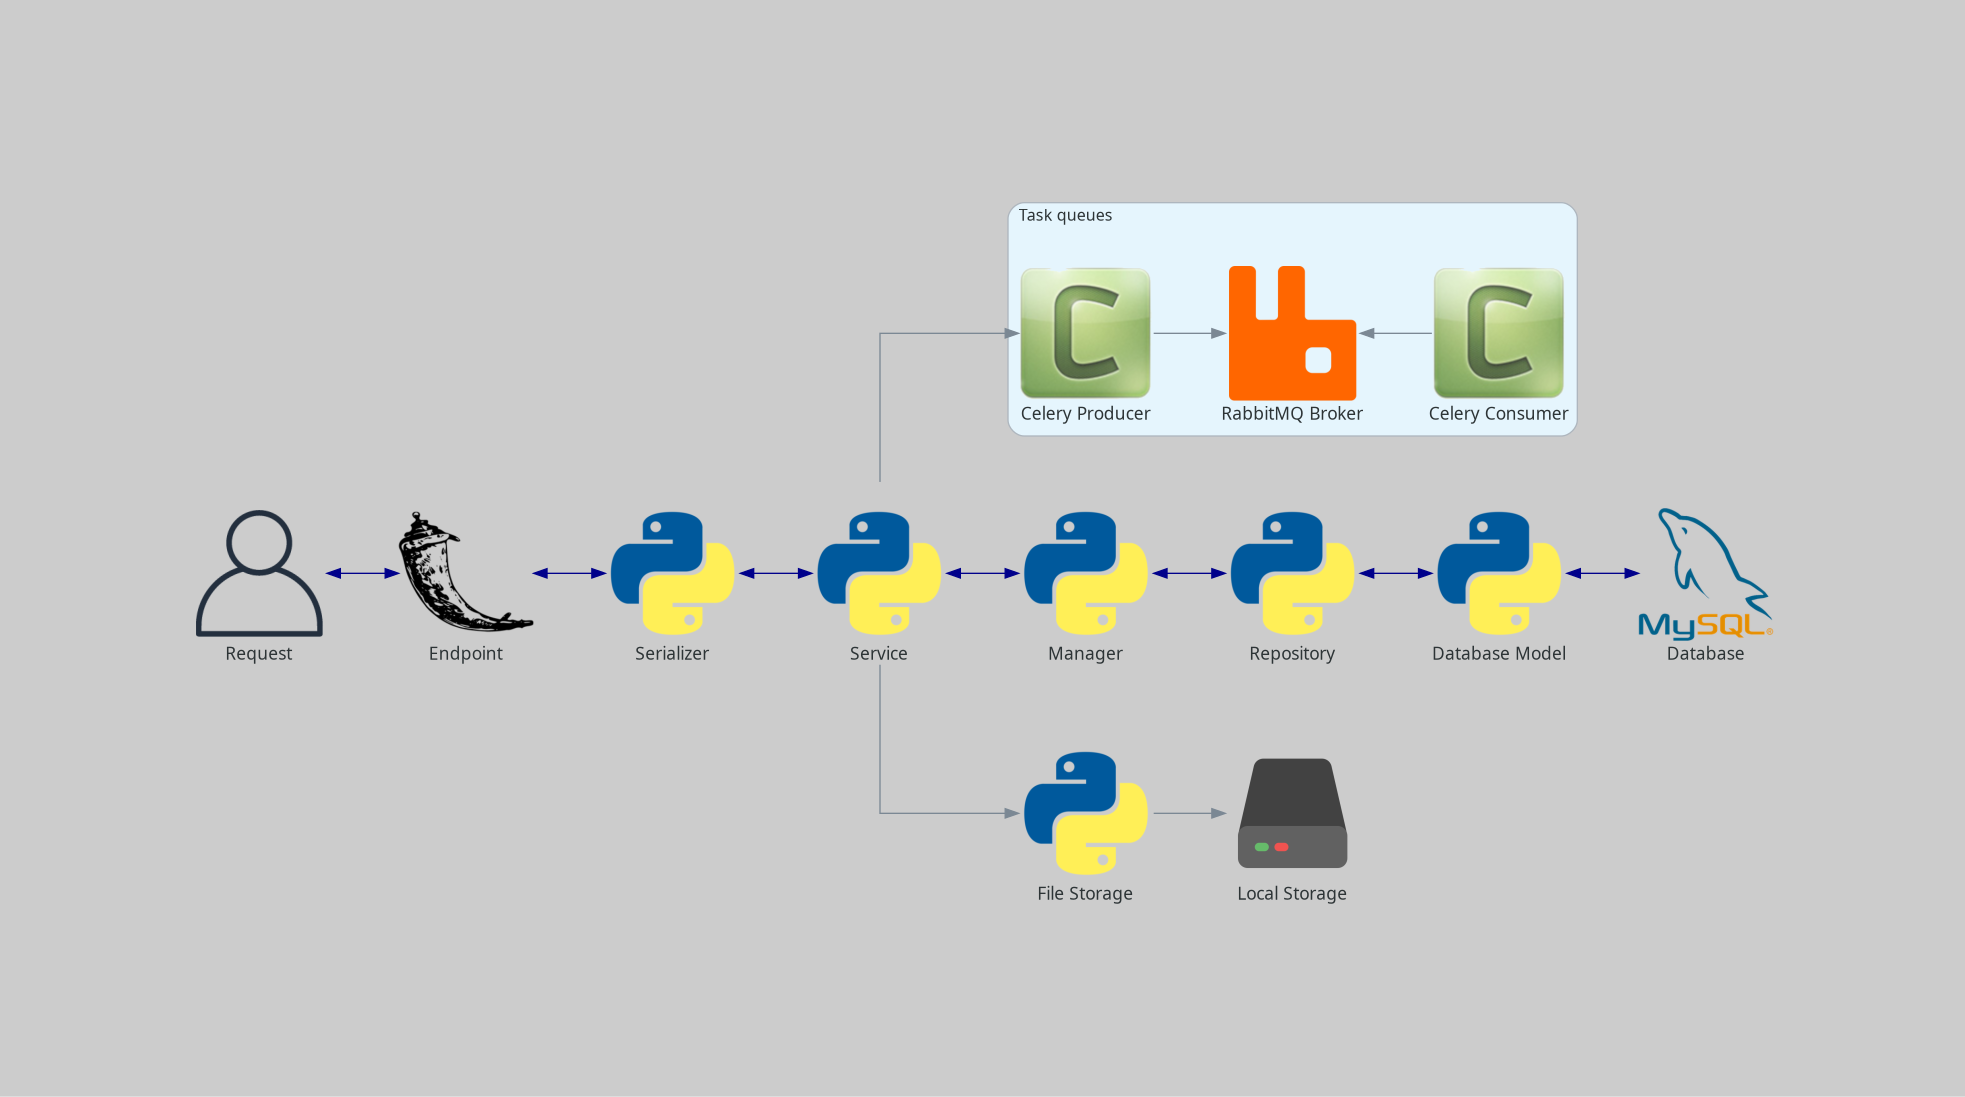 Task queues
Celery Producer
RabbitMQ Broker
Celery Consumer
Request
Endpoint
Serializer
Service
Manager
Repository
Database Model
MySQL®
Database
File Storage
Local Storage